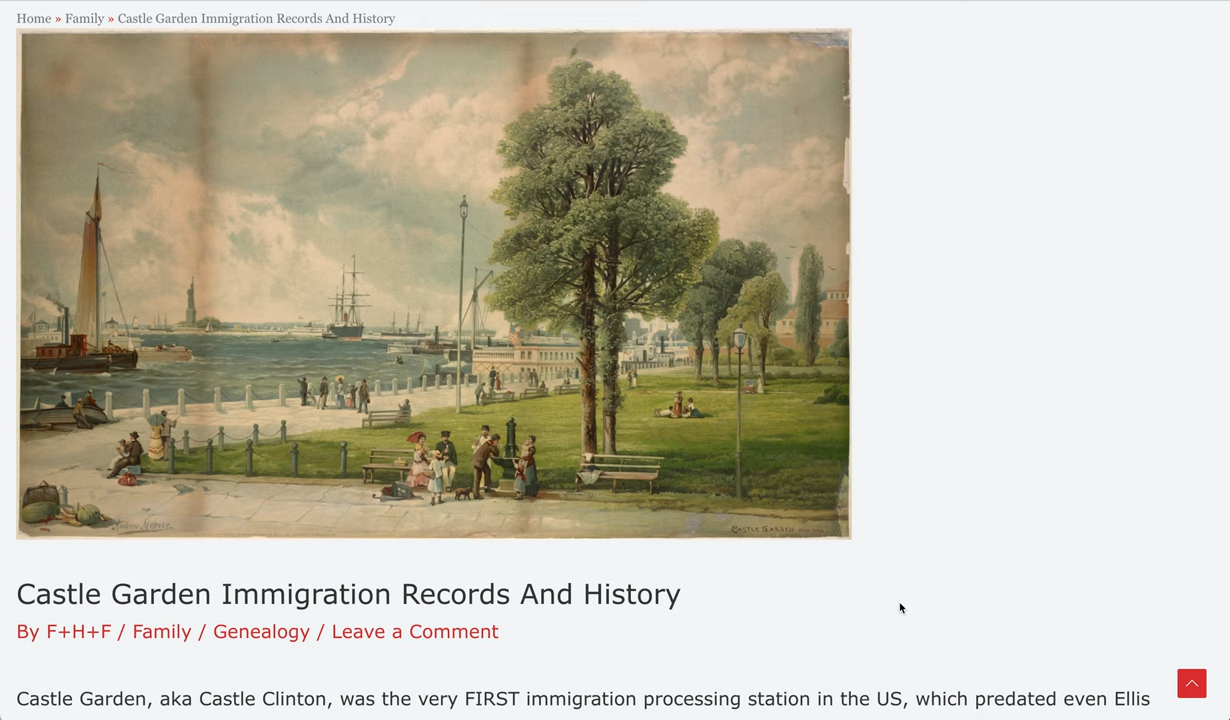 Home » Family » Castle Garden Immigration Records And History
CASTLE GARDEN
Castle Garden Immigration Records And History
By F+H+F / Family / Genealogy / Leave a Comment
Castle Garden, aka Castle Clinton, was the very FIRST immigration processing station in the US, which predated even Ellis